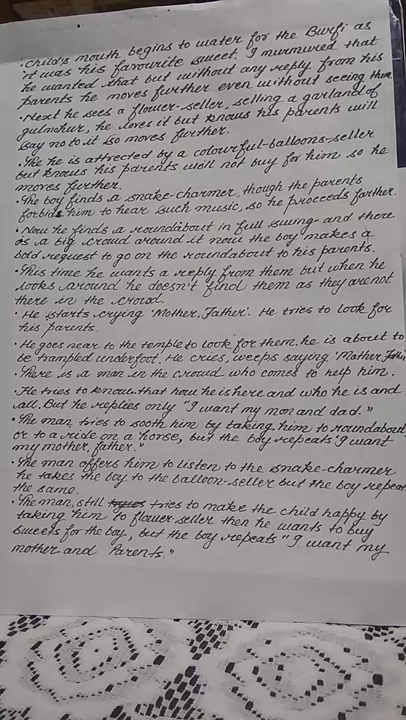 • Child's mouth begins to water for the Burfi as
it was his favourite sweet. I murmured that
he wanted that but without any reply from his
parents he moves further even without seeing them
• Next he sees a flower-seller, selling a garland of
gulmohur, he loves it but knows his parents will
say no to it so moves further.
• The he is attrected by a colourful-balloons-seller
but knows his parents will not buy for him so he
moves further.
• The boy finds a snake-charmer, though the parents
forbids him to hear such music, so he proceeds farther.
• Now he finds a roundabout in full swing and there
is a big crowd around it now the boy makes a
bold request to go on the roundabout to his parents.
• This time he wants a reply from them but when he
looks around he doesn't find them as they are not
there in the crowd.
• He starts crying 'Mother, Father'. He tries to look for
his parents.
• He goes near to the temple to look for them. he is about to
be trampled underfoot. He cries, weeps saying 'Mother, Father'
• There is a man in the crowd who comes to help him.
• He tries to know that how he is here and who he is and
all. But he replies only "I want my mom and dad."
• The man tries to sooth him by taking him to roundabout
or to a ride on a horse, but the boy repeats "I want
my mother, father."
• The man offers him to listen to the snake-charmer
he takes the boy to the balloon-seller but the boy repeat
the same.
• The man, still tries to make the child happy by
taking him to flower seller then he wants to buy
sweets for the boy, but the boy repeats "I want my
mother and Parents."